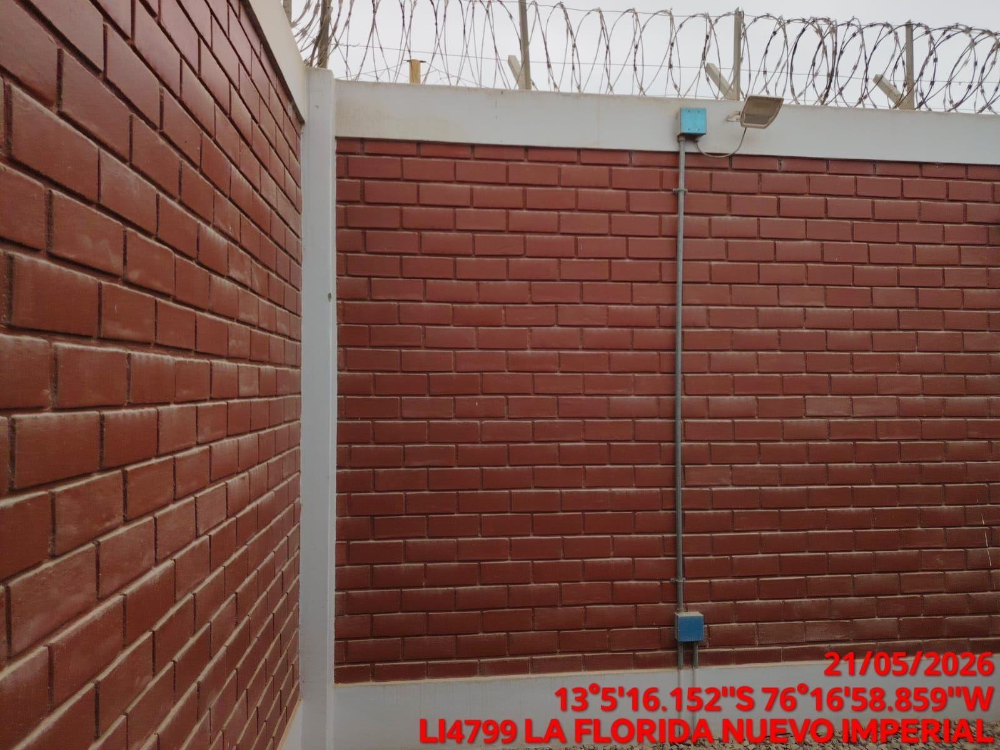 21/05/2026
13°5'16.152"S 76°16'58.859"W
LI4799 LA FLORIDA NUEVO IMPERIAL